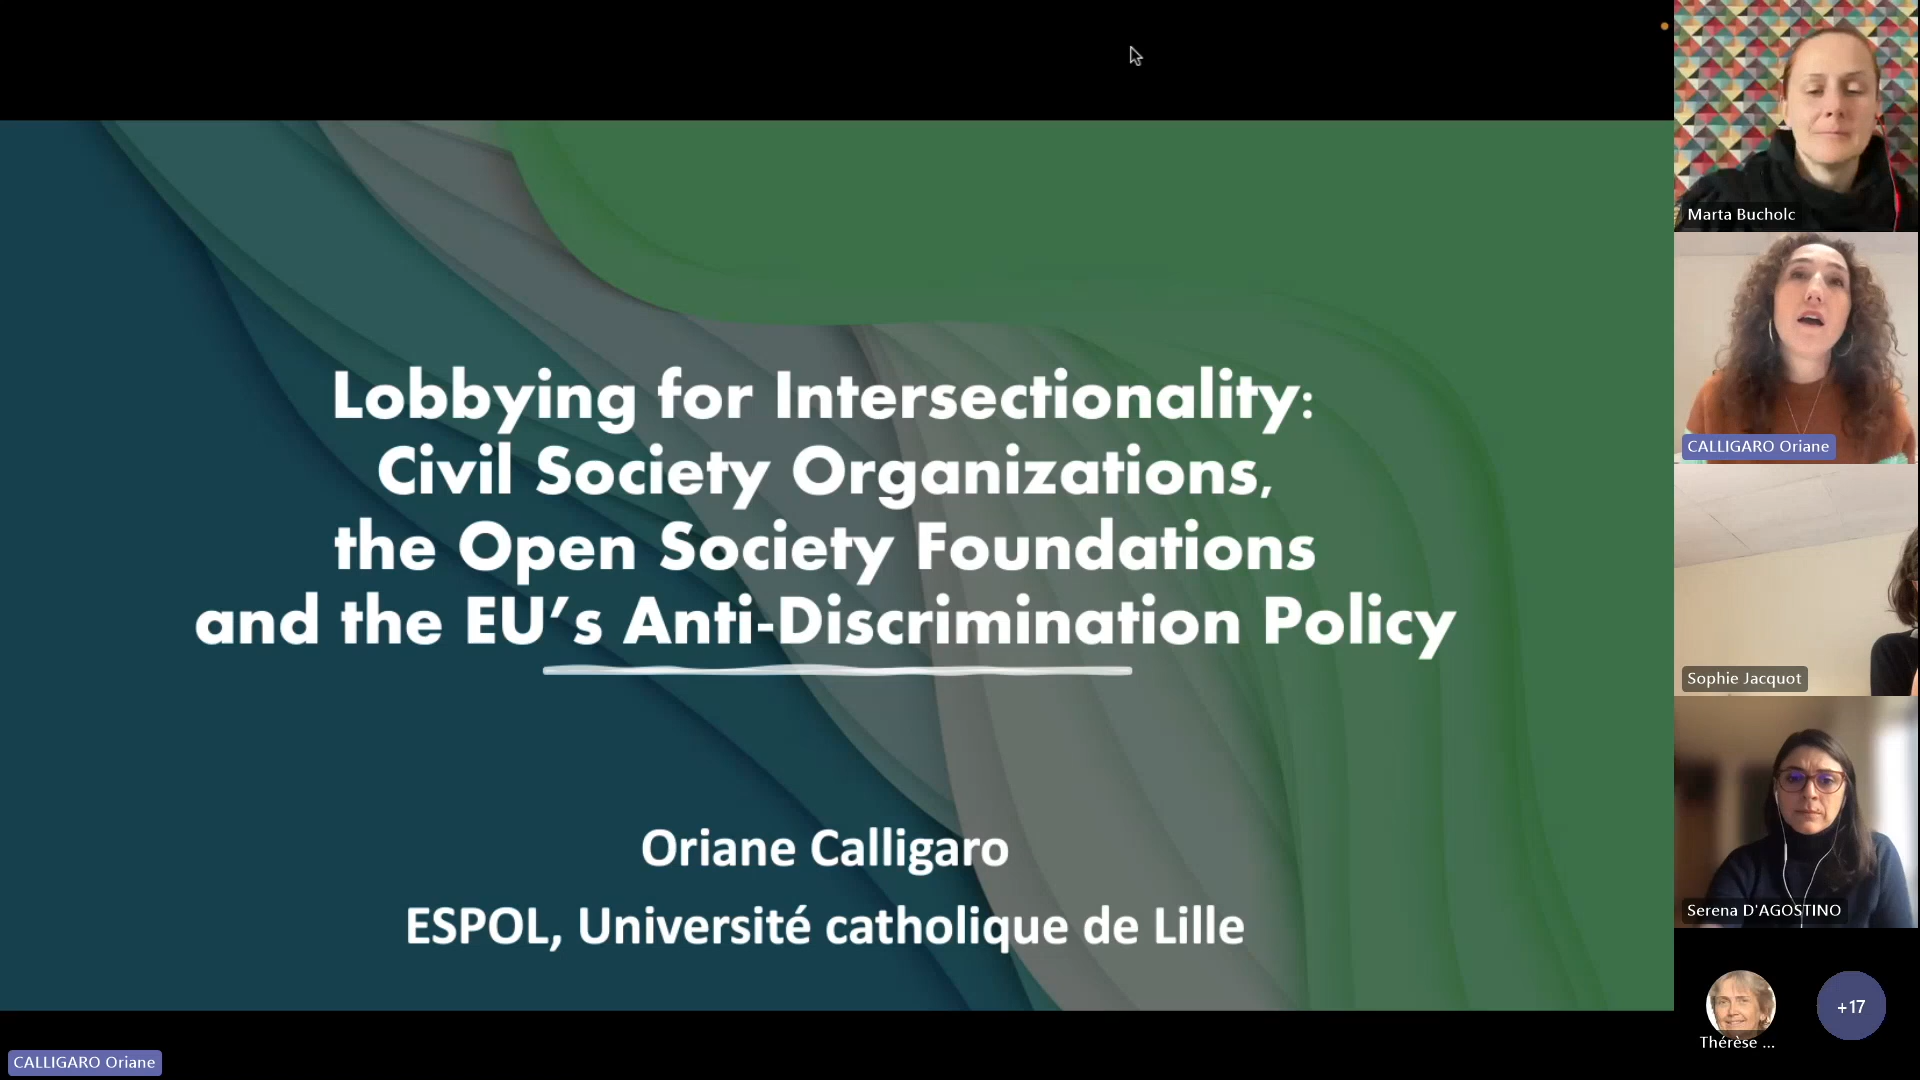 Lobbying for Intersectionality:
Civil Society Organizations,
the Open Society Foundations
and the EU’s Anti-Discrimination Policy
Oriane Calligaro
ESPOL, Université catholique de Lille
CALLIGARO Oriane
Marta Bucholc
CALLIGARO Oriane
Sophie Jacquot
Serena D'AGOSTINO
Thérèse ...
+17